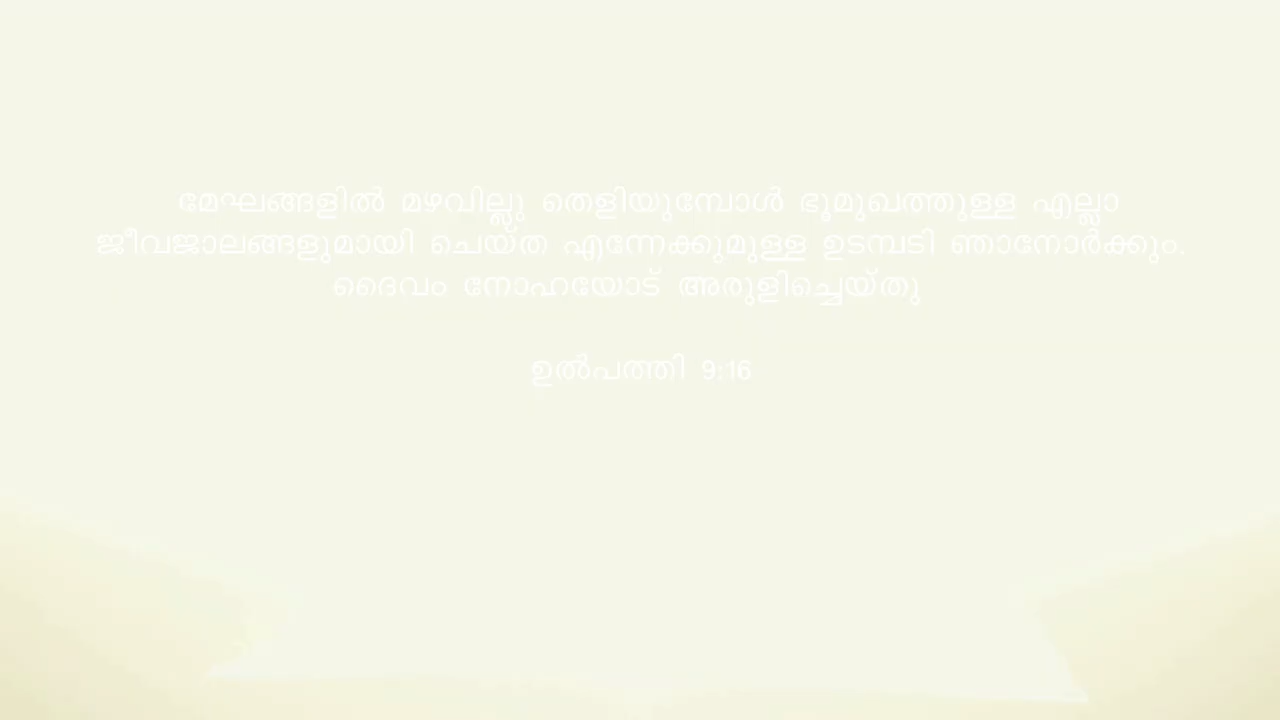 മേഘങ്ങളിൽ മഴവില്ലു തെളിയുമ്പോൾ ഭൂമുഖത്തുള്ള എല്ലാ
ജീവജാലങ്ങളുമായി ചെയ്ത എന്നേക്കുമുള്ള ഉടമ്പടി ഞാനോർക്കും.
ദൈവം നോഹയോട് അരുളിച്ചെയ്തു
ഉൽപത്തി 9:16